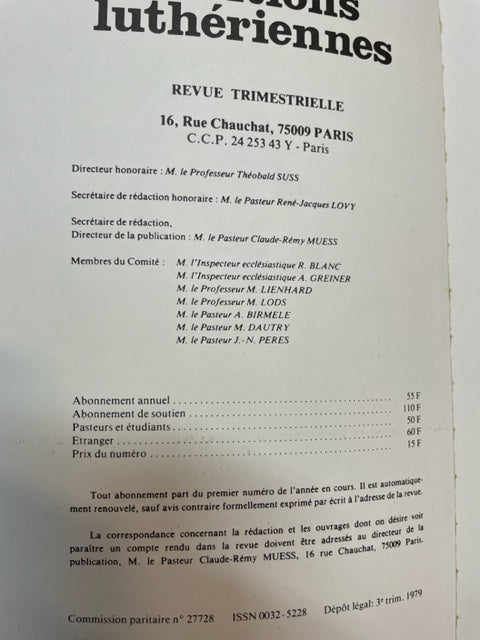 luthériennes
REVUE TRIMESTRIELLE
16, Rue Chauchat, 75009 PARIS
C.C.P. 24 253 43 Y - Paris
Directeur honoraire : M. le Professeur Théobald SUSS
Secrétaire de rédaction honoraire : M. le Pasteur René-Jacques LOVY
Secrétaire de rédaction,
Directeur de la publication : M. le Pasteur Claude-Rémy MUESS
Membres du Comité : M. l'Inspecteur ecclésiastique R. BLANC
M. l'Inspecteur ecclésiastique A. GREINER
M. le Professeur M. LIENHARD
M. le Professeur M. LODS
M. le Pasteur A. BIRMELE
M. le Pasteur M. DAUTRY
M. le Pasteur J.-N. PERES
Abonnement annuel ........ 55 F
Abonnement de soutien ........ 110 F
Pasteurs et étudiants ........ 50 F
Etranger ........ 60 F
Prix du numéro ........ 15 F
Tout abonnement part du premier numéro de l'année en cours. Il est automatique-
ment renouvelé, sauf avis contraire formellement exprimé par écrit à l'adresse de la revue.
La correspondance concernant la rédaction et les ouvrages dont on désire voir
paraître un compte rendu dans la revue doivent être adressés au directeur de la
publication, M. le Pasteur Claude-Rémy MUESS, 16 rue Chauchat, 75009 Paris.
Commission paritaire n° 27728 ISSN 0032-5228 Dépôt légal: 3e trim. 1979